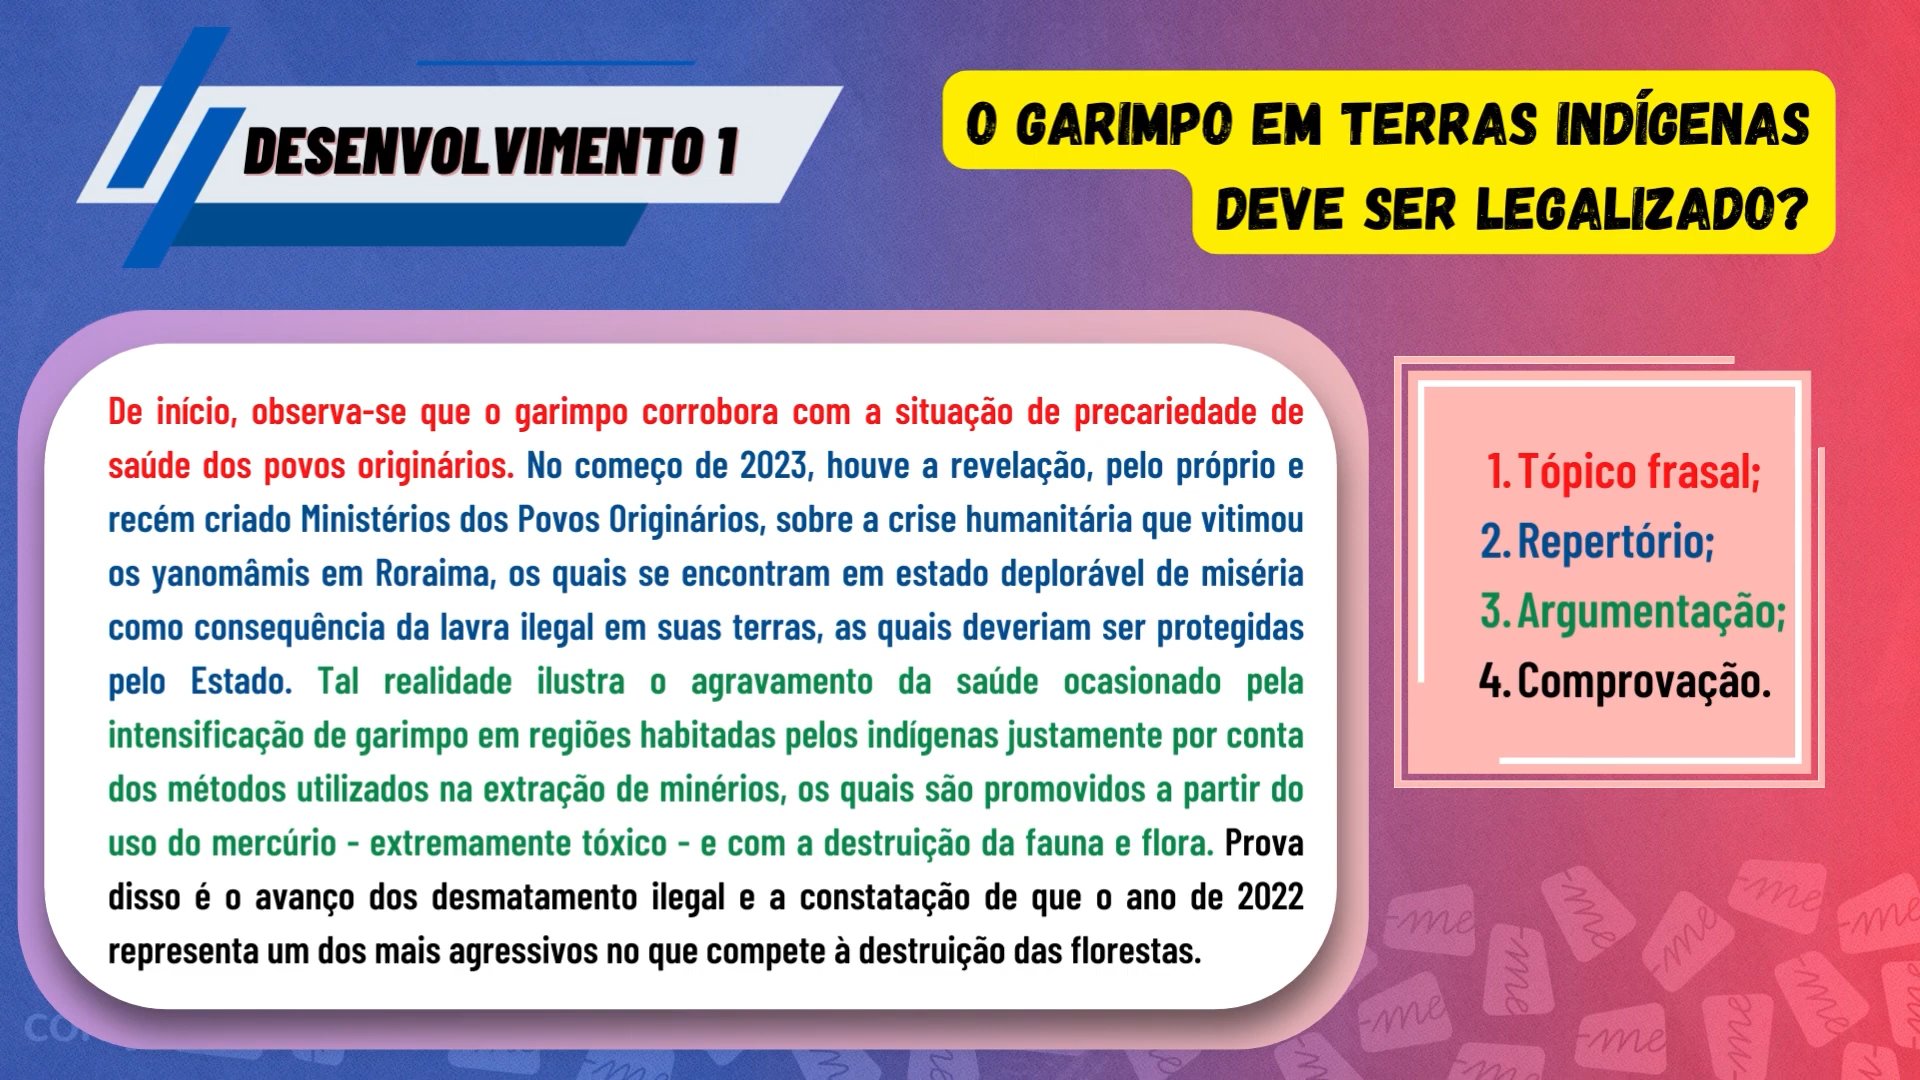 DESENVOLVIMENTO 1
O GARIMPO EM TERRAS INDÍGENAS
DEVE SER LEGALIZADO?
De início, observa-se que o garimpo corrobora com a situação de precariedade de
saúde dos povos originários. No começo de 2023, houve a revelação, pelo próprio e
recém criado Ministérios dos Povos Originários, sobre a crise humanitária que vitimou
os yanomâmis em Roraima, os quais se encontram em estado deplorável de miséria
como consequência da lavra ilegal em suas terras, as quais deveriam ser protegidas
pelo Estado. Tal realidade ilustra o agravamento da saúde ocasionado pela
intensificação de garimpo em regiões habitadas pelos indígenas justamente por conta
dos métodos utilizados na extração de minérios, os quais são promovidos a partir do
uso do mercúrio - extremamente tóxico - e com a destruição da fauna e flora. Prova
disso é o avanço dos desmatamento ilegal e a constatação de que o ano de 2022
representa um dos mais agressivos no que compete à destruição das florestas.
1. Tópico frasal;
2. Repertório;
3. Argumentação;
4. Comprovação.